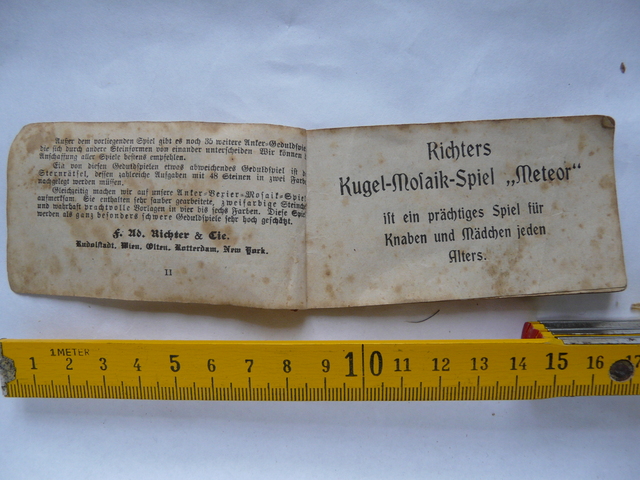 Außer dem vorliegenden Spiel gibt es noch 35 weitere Anker-Geduldspiele
die sich durch andere Steinformen von einander unterscheiden Wir können
Anschaffung aller Spiele bestens empfehlen.
Ein von diesen Geduldspielen etwas abweichendes Geduldspiel ist
Sternrätsel, dessen zahlreiche Aufgaben mit 48 Steinen in zwei
nachgelegt werden müssen.
Gleichzeitig machen wir auf unsere Anker-Vexier-Mosaik-Spiele
aufmerksam. Sie enthalten sehr sauber gearbeitete, zweifarbige
und wahrhaft prachtvolle Vorlagen in vier bis sechs Farben. Diese
werden als ganz besonders schwere Geduldspiele sehr hoch geschätzt.
F. Ad. Richter & Cie.
Rudolstadt, Wien, Olten, Rotterdam, New York.
11
Richters
Kugel-Mosaik-Spiel „Meteor“
ist ein prächtiges Spiel für
Knaben und Mädchen jeden
Alters.
1 METER
1 2 3 4 5 6 7 8 9 10 11 12 13 14 15 16 17